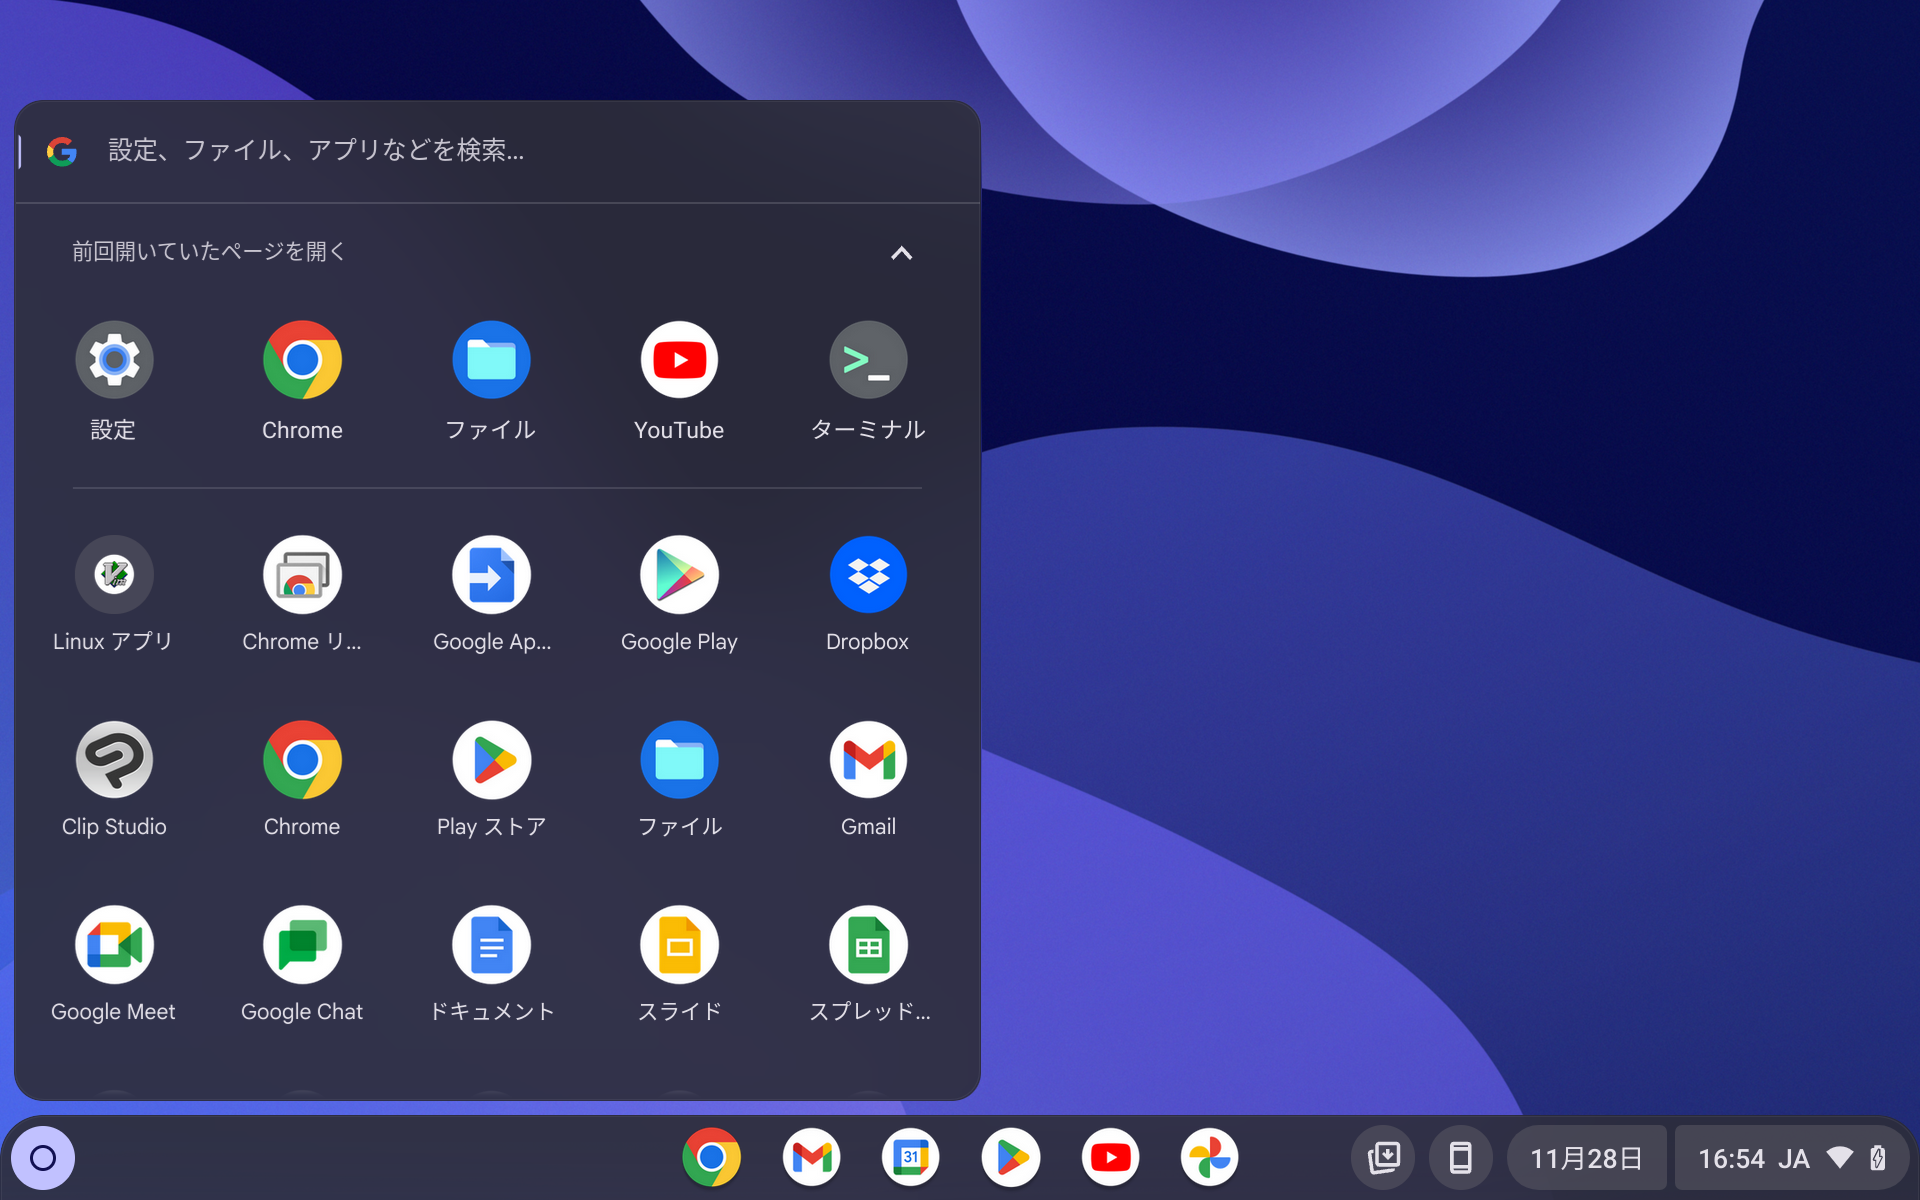 設定、ファイル、アプリなどを検索...
前回開いていたページを開く
設定
Chrome
ファイル
YouTube
ターミナル
Linux アプリ
Chrome リ...
Google Ap...
Google Play
Dropbox
Clip Studio
Chrome
Play ストア
ファイル
Gmail
Google Meet
Google Chat
ドキュメント
スライド
スプレッド...
31
11月28日
16:54 JA